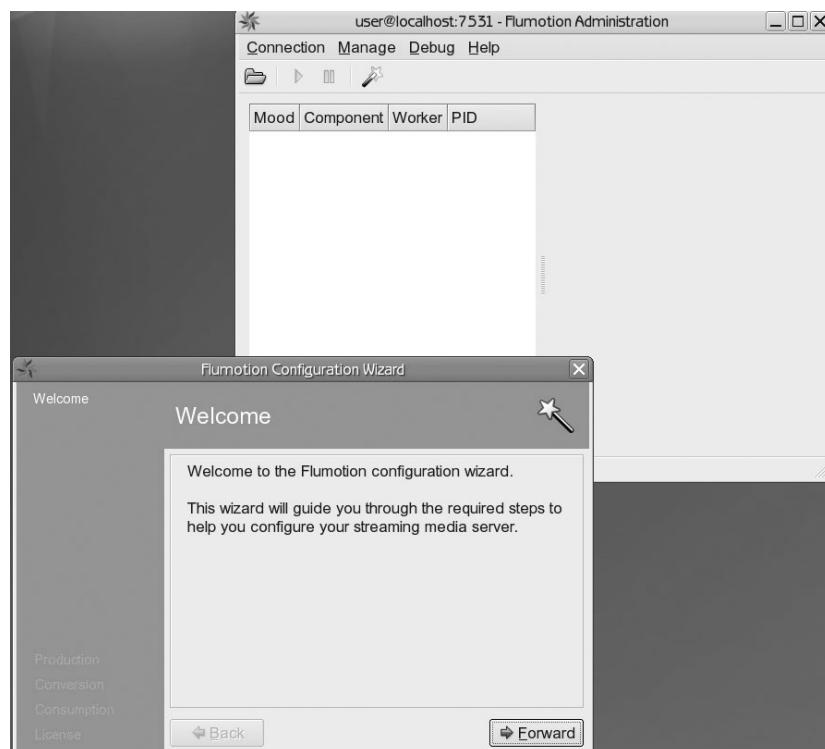 user@localhost:7531 - Flumotion Administration
Connection Manage Debug Help
Mood Component Worker PID
Flumotion Configuration Wizard
Welcome
Welcome
Welcome to the Flumotion configuration wizard.
This wizard will guide you through the required steps to
help you configure your streaming media server.
Production
Conversion
Consumption
License
Back
Forward